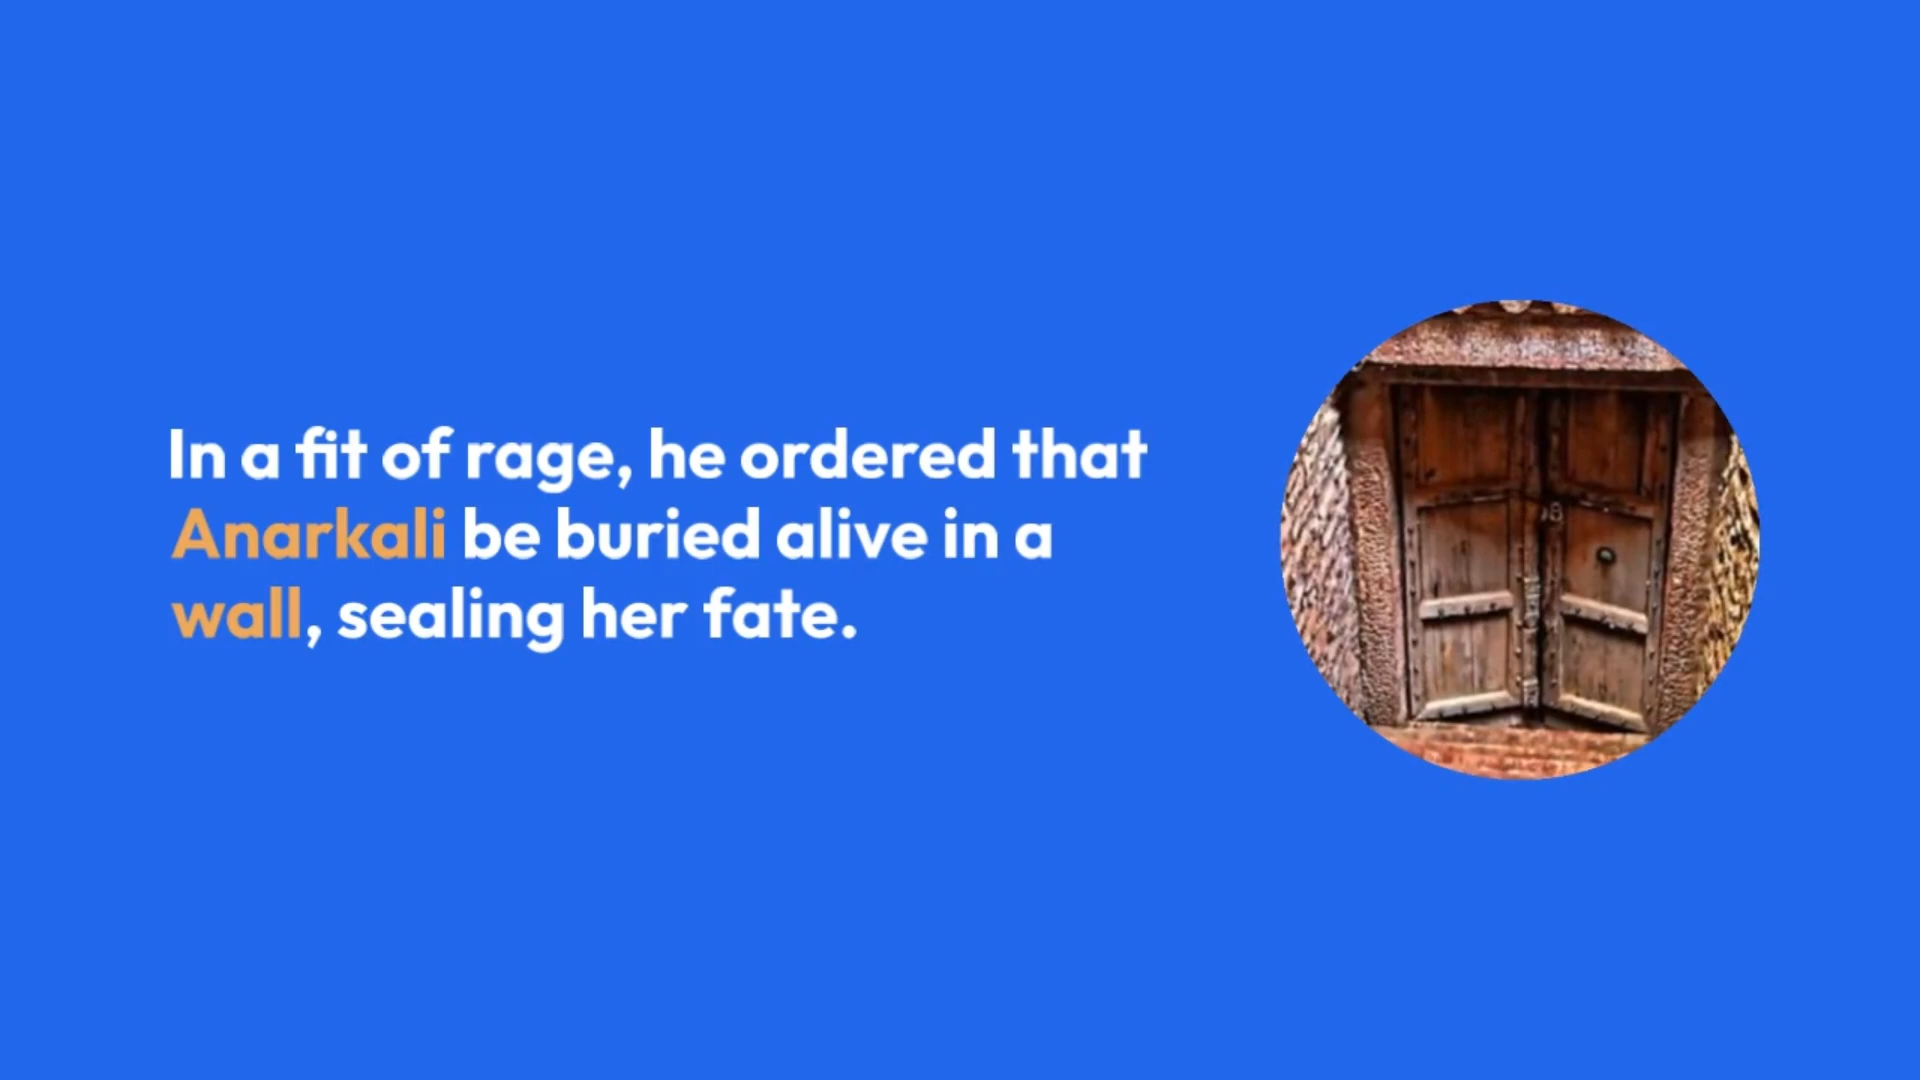 In a fit of rage, he ordered that
Anarkali be buried alive in a
wall, sealing her fate.